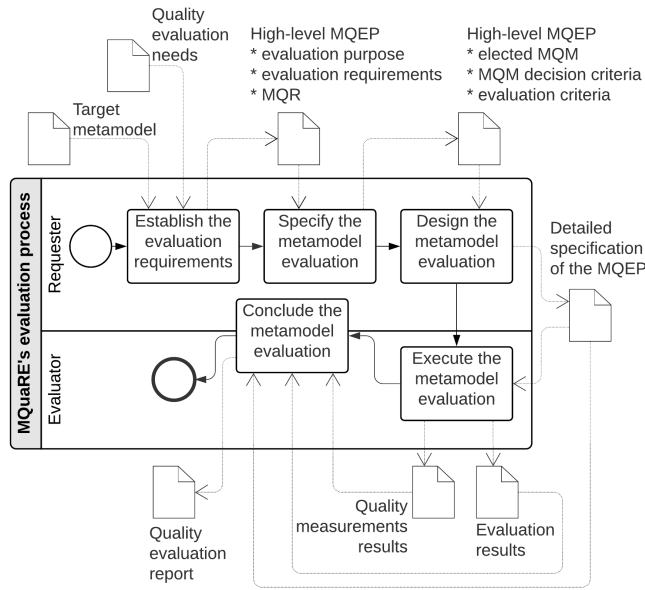 Quality
evaluation
needs
High-level MQEP
* evaluation purpose
* evaluation requirements
* MQR
High-level MQEP
* elected MQM
* MQM decision criteria
* evaluation criteria
Target
metamodel
MQuaRE's evaluation process
Requester
Establish the
evaluation
requirements
Specify the
metamodel
evaluation
Design the
metamodel
evaluation
Detailed
specification
of the MQEP
Evaluator
Conclude the
metamodel
evaluation
Execute the
metamodel
evaluation
Quality
evaluation
report
Quality
measurements
results
Evaluation
results